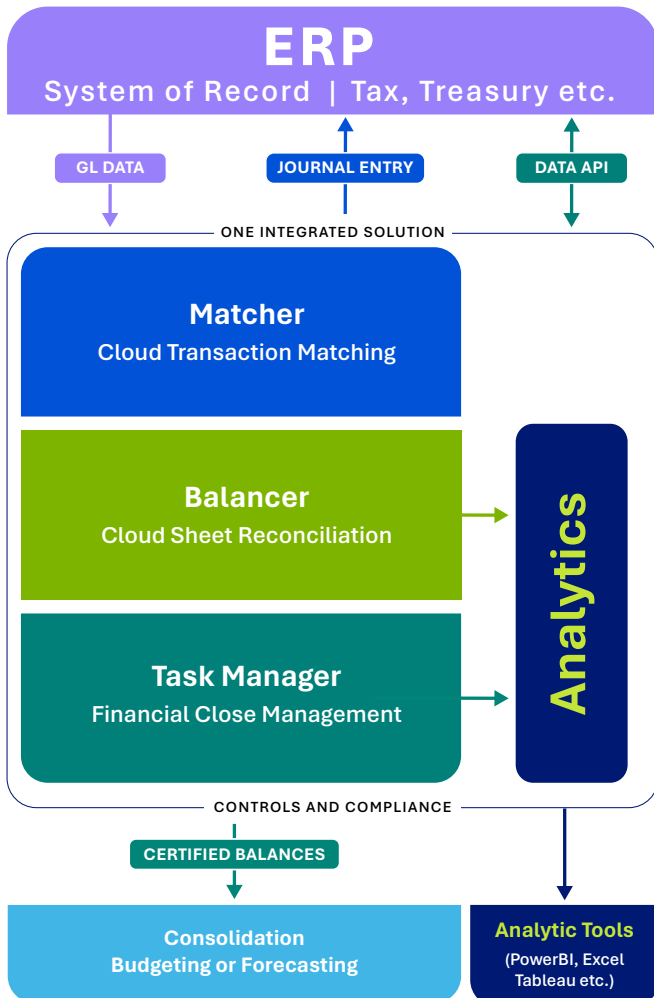 ERP
System of Record | Tax, Treasury etc.
GL DATA
JOURNAL ENTRY
DATA API
ONE INTEGRATED SOLUTION
Matcher
Cloud Transaction Matching
Balancer
Cloud Sheet Reconciliation
Analytics
Task Manager
Financial Close Management
CONTROLS AND COMPLIANCE
CERTIFIED BALANCES
Consolidation
Budgeting or Forecasting
Analytic Tools
(PowerBI, Excel
Tableau etc.)